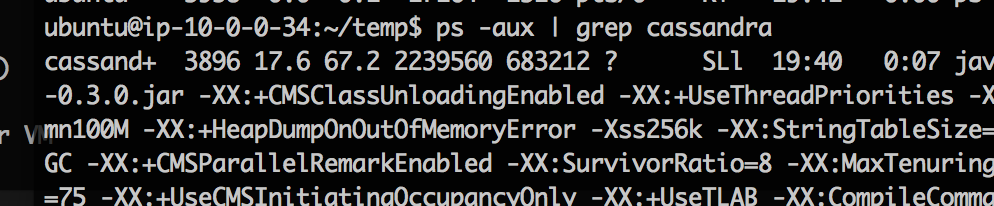 ubuntu@ip-10-0-0-34:~/temp$ ps -aux | grep cassandra
cassand+ 3896 17.6 67.2 2239560 683212 ? SLl 19:40 0:07 jav
-0.3.0.jar -XX:+CMSClassUnloadingEnabled -XX:+UseThreadPriorities -X
mn100M -XX:+HeapDumpOnOutOfMemoryError -Xss256k -XX:StringTableSize=
GC -XX:+CMSParallelRemarkEnabled -XX:SurvivorRatio=8 -XX:MaxTenuring
=75 -XX:+UseCMSInitiatingOccupancyOnly -XX:+UseTLAB -XX:CompileComma